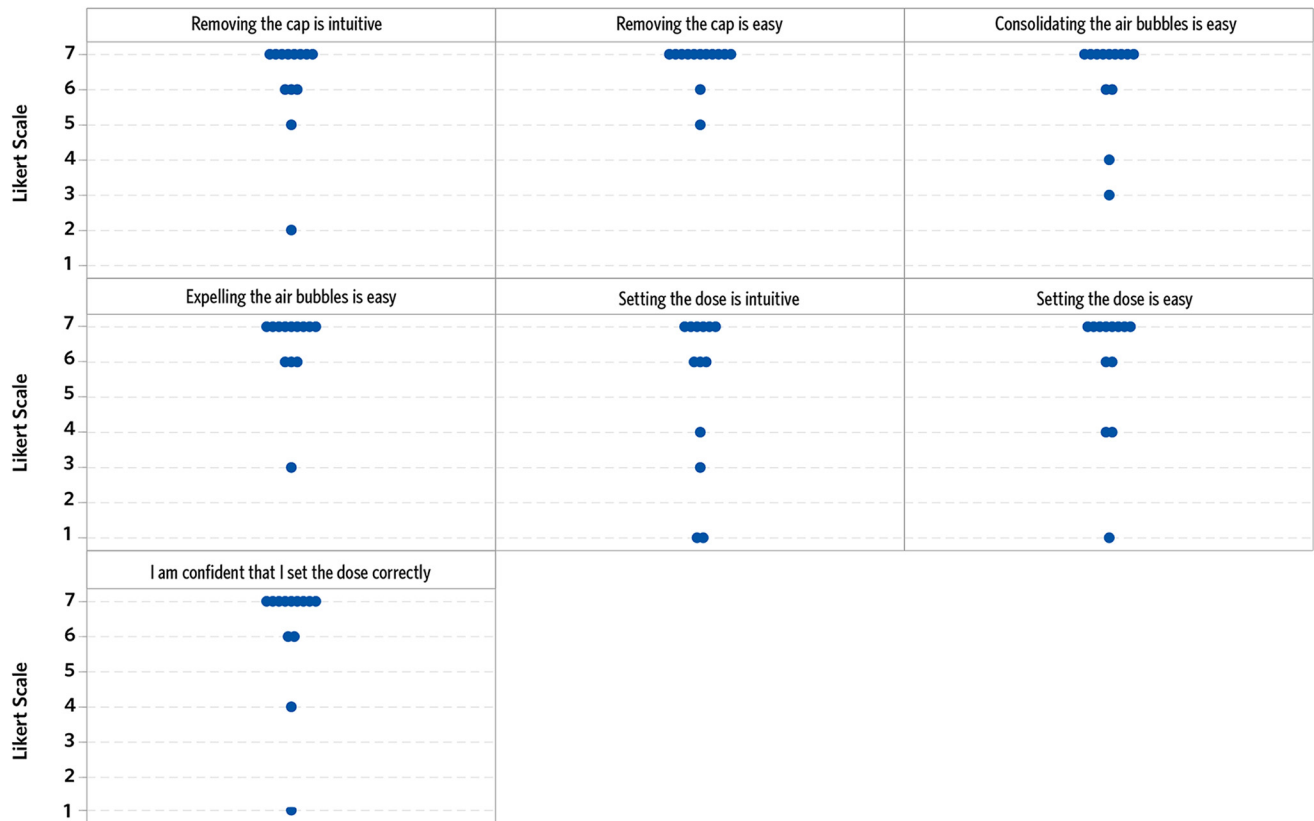 Removing the cap is intuitive
Removing the cap is easy
Consolidating the air bubbles is easy
Likert Scale
7
6
5
4
3
2
1
Expelling the air bubbles is easy
Setting the dose is intuitive
Setting the dose is easy
Likert Scale
7
6
5
4
3
2
1
I am confident that I set the dose correctly
Likert Scale
7
6
5
4
3
2
1